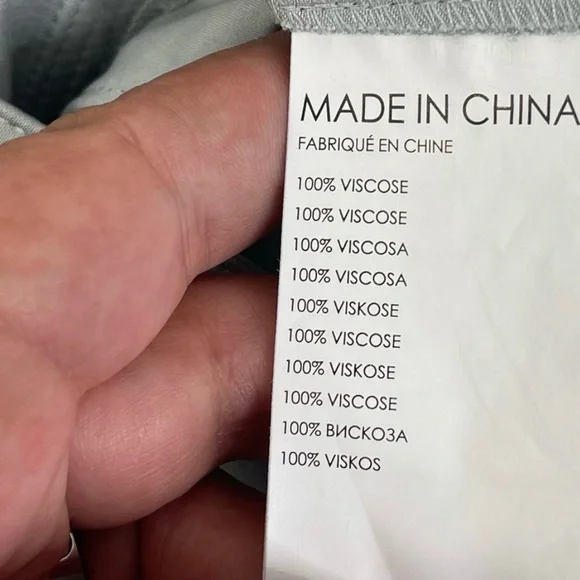 MADE IN CHINA
FABRIQUÉ EN CHINE
100% VISCOSE
100% VISCOSE
100% VISCOSA
100% VISCOSA
100% VISKOSE
100% VISCOSE
100% VISKOSE
100% VISCOSE
100% ВИСКОЗА
100% VISKOS